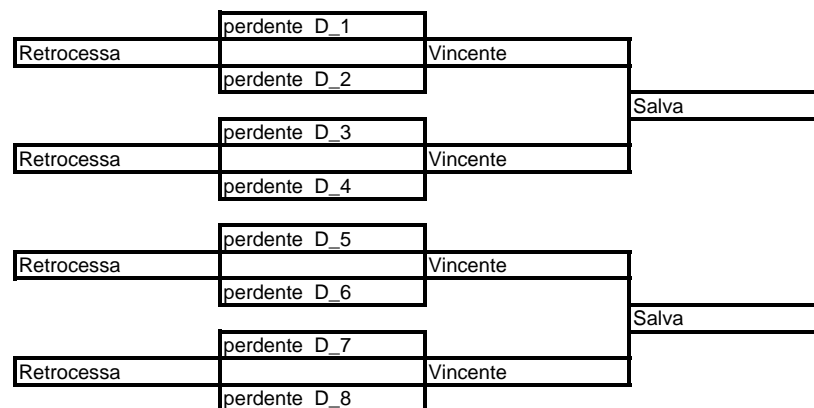 perdente D_1
Retrocessa Vincente
perdente D_2
Salva
perdente D_3
Retrocessa Vincente
perdente D_4
perdente D_5
Retrocessa Vincente
perdente D_6
Salva
perdente D_7
Retrocessa Vincente
perdente D_8